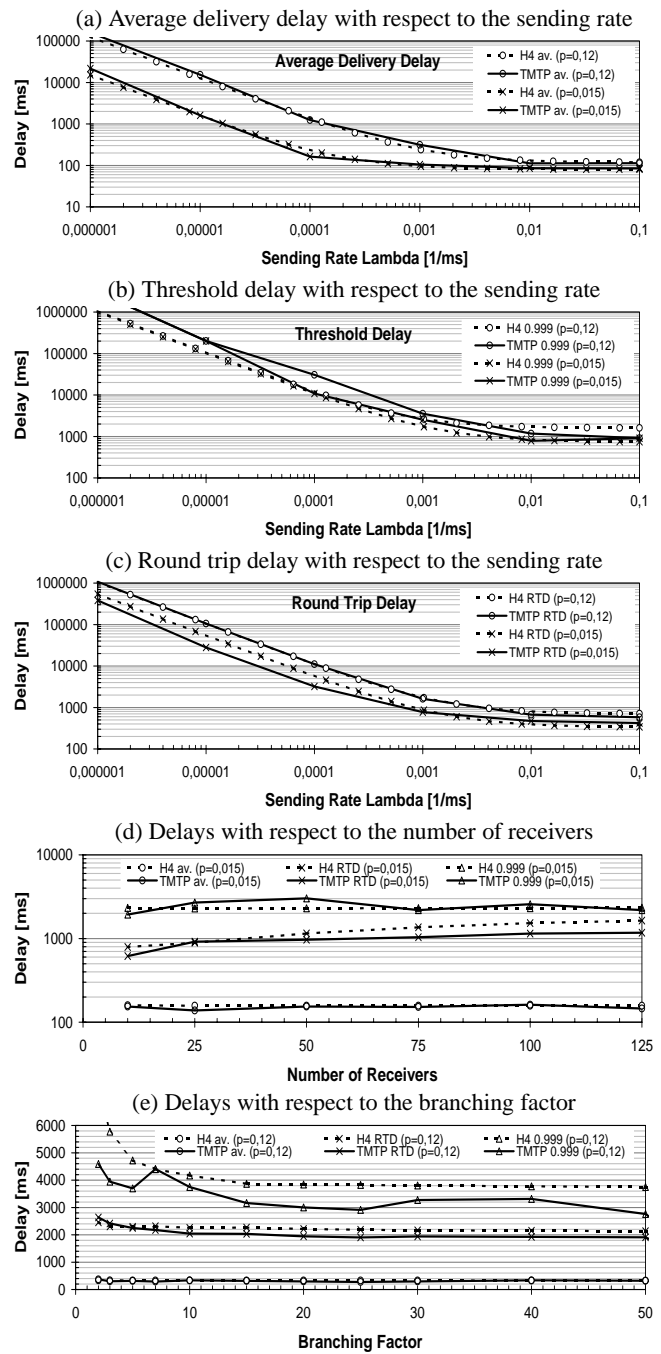 (a) Average delivery delay with respect to the sending rate
100000
10000
1000
100
10
Delay [ms]
Average Delivery Delay
H4 av. (p=0,12)
TMTP av. (p=0,12)
H4 av. (p=0,015)
TMTP av. (p=0,015)
0,000001 0,00001 0,0001 0,001 0,01 0,1
Sending Rate Lambda [1/ms]
(b) Threshold delay with respect to the sending rate
1000000
100000
10000
1000
100
Delay [ms]
Threshold Delay
H4 0.999 (p=0,12)
TMTP 0.999 (p=0,12)
H4 0.999 (p=0,015)
TMTP 0.999 (p=0,015)
0,000001 0,00001 0,0001 0,001 0,01 0,1
Sending Rate Lambda [1/ms]
(c) Round trip delay with respect to the sending rate
1000000
100000
10000
1000
100
Delay [ms]
Round Trip Delay
H4 RTD (p=0,12)
TMTP RTD (p=0,12)
H4 RTD (p=0,015)
TMTP RTD (p=0,015)
0,000001 0,00001 0,0001 0,001 0,01 0,1
Sending Rate Lambda [1/ms]
(d) Delays with respect to the number of receivers
10000
1000
100
Delay [ms]
H4 av. (p=0,015) H4 RTD (p=0,015) H4 0.999 (p=0,015)
TMTP av. (p=0,015) TMTP RTD (p=0,015) TMTP 0.999 (p=0,015)
0 25 50 75 100 125
Number of Receivers
(e) Delays with respect to the branching factor
6000
5000
4000
3000
2000
1000
0
Delay [ms]
H4 av. (p=0,12) H4 RTD (p=0,12) H4 0.999 (p=0,12)
TMTP av. (p=0,12) TMTP RTD (p=0,12) TMTP 0.999 (p=0,12)
0 10 20 30 40 50
Branching Factor